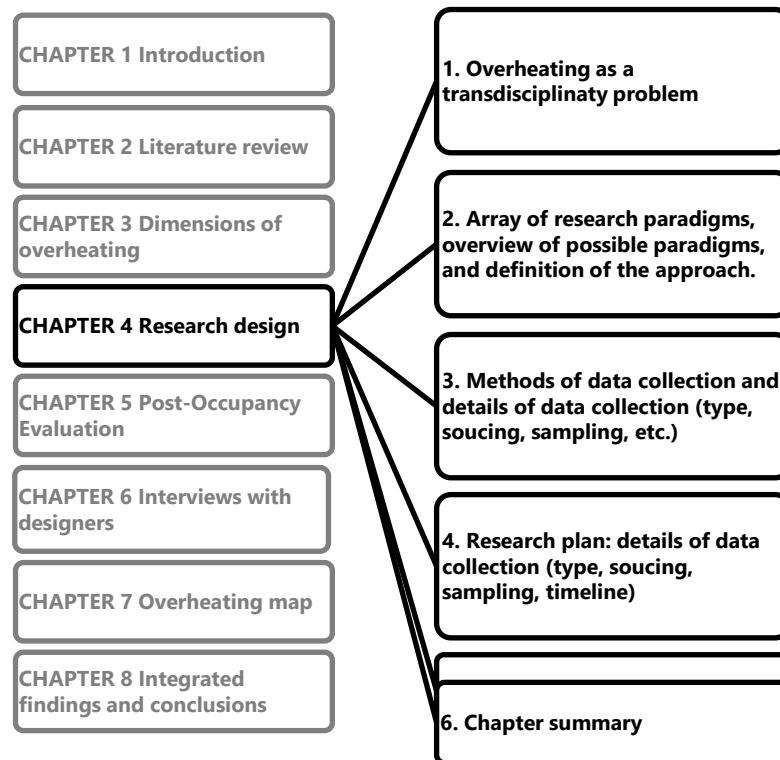 CHAPTER 1 Introduction
CHAPTER 2 Literature review
CHAPTER 3 Dimensions of
overheating
CHAPTER 4 Research design
CHAPTER 5 Post-Occupancy
Evaluation
CHAPTER 6 Interviews with
designers
CHAPTER 7 Overheating map
CHAPTER 8 Integrated
findings and conclusions
1. Overheating as a
transdisciplinaty problem
2. Array of research paradigms,
overview of possible paradigms,
and definition of the approach.
3. Methods of data collection and
details of data collection (type,
soucing, sampling, etc.)
4. Research plan: details of data
collection (type, soucing,
sampling, timeline)
6. Chapter summary